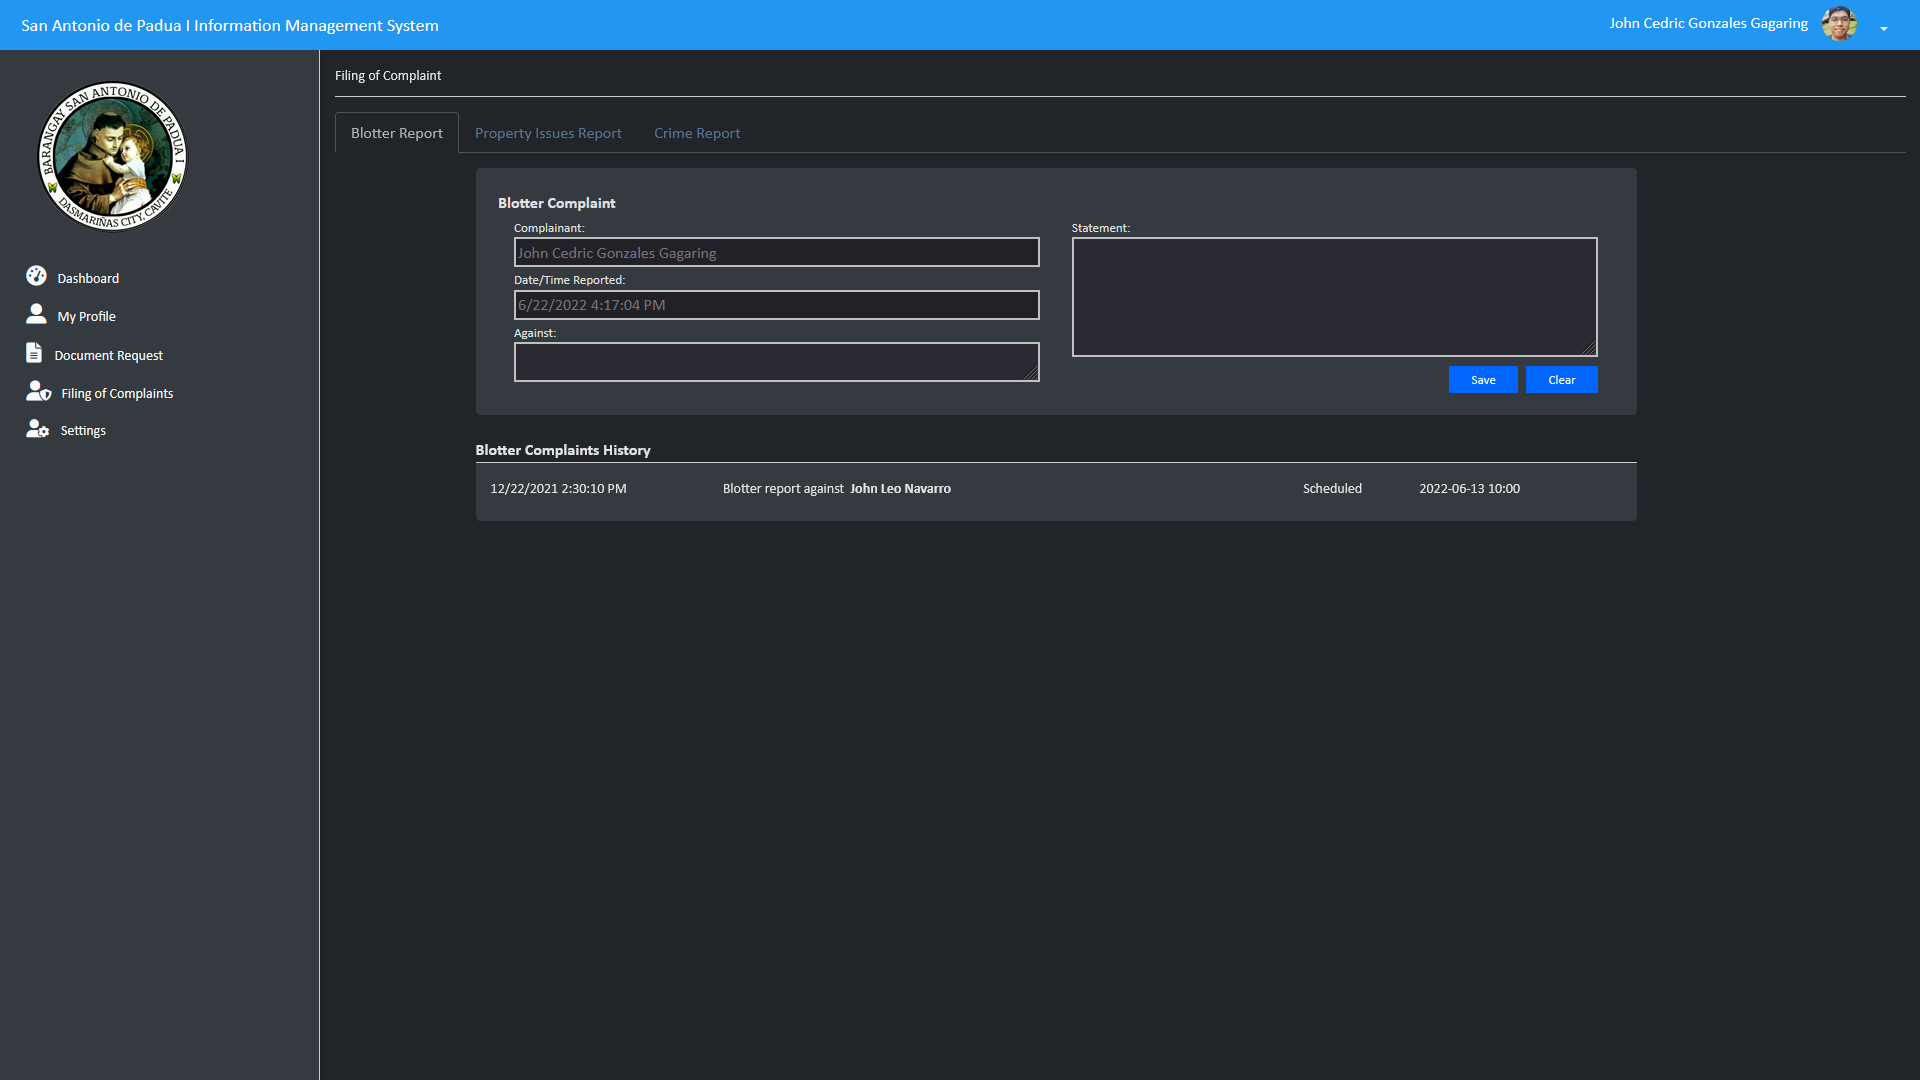 San Antonio de Padua I Information Management System
John Cedric Gonzales Gagaring
BARANGAY SAN ANTONIO DE PADUA I
DASMARIÑAS CITY, CAVITE
Dashboard
My Profile
Document Request
Filing of Complaints
Settings
Filing of Complaint
Blotter Report Property Issues Report Crime Report
Blotter Complaint
Complainant:
John Cedric Gonzales Gagaring
Date/Time Reported:
6/22/2022 4:17:04 PM
Against:
Statement:
Save Clear
Blotter Complaints History
12/22/2021 2:30:10 PM Blotter report against John Leo Navarro Scheduled 2022-06-13 10:00